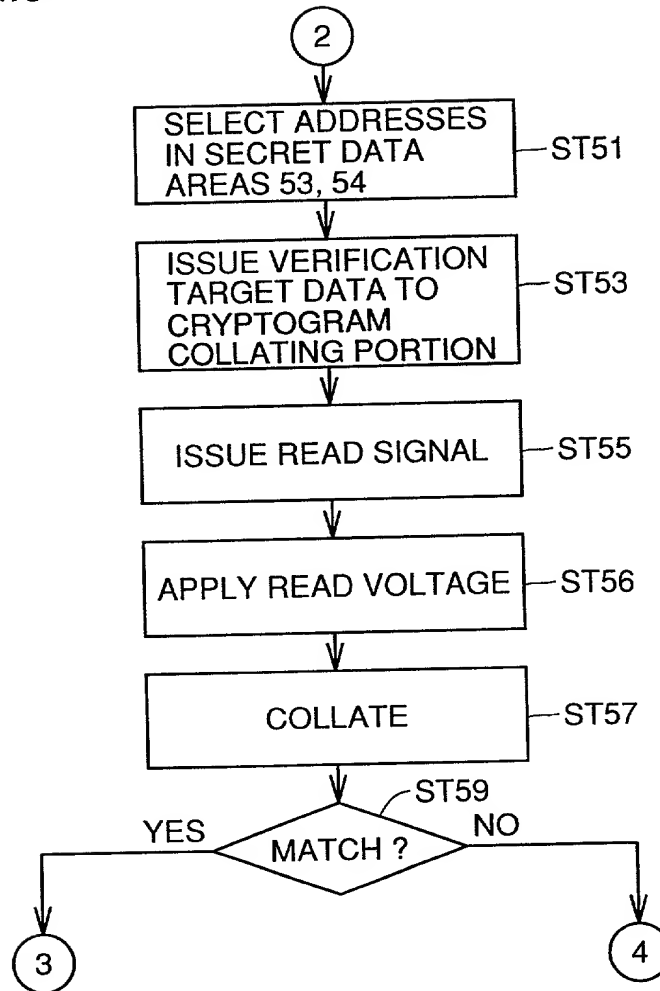 2
SELECT ADDRESSES
IN SECRET DATA
AREAS 53, 54
ST51
ISSUE VERIFICATION
TARGET DATA TO
CRYPTOGRAM
COLLATING PORTION
ST53
ISSUE READ SIGNAL
ST55
APPLY READ VOLTAGE
ST56
COLLATE
ST57
ST59
YES
MATCH ?
NO
3
4